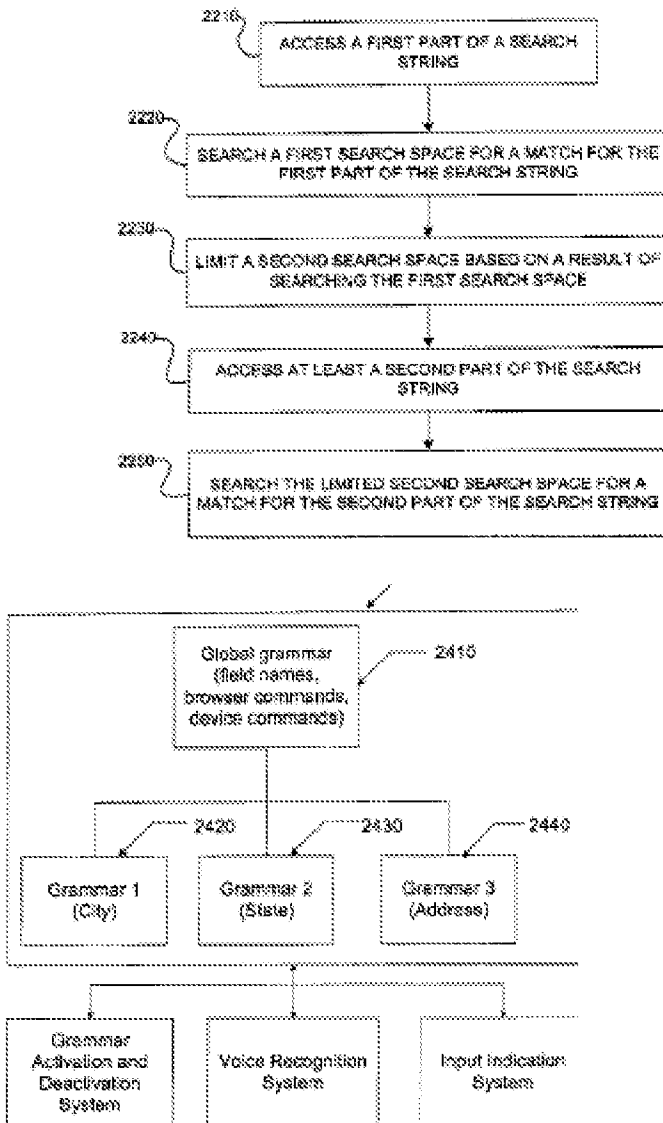 2210
ACCESS A FIRST PART OF A SEARCH
STRING
2220
SEARCH A FIRST SEARCH SPACE FOR A MATCH FOR THE
FIRST PART OF THE SEARCH STRING
2230
LIMIT A SECOND SEARCH SPACE BASED ON A RESULT OF
SEARCHING THE FIRST SEARCH SPACE
2240
ACCESS AT LEAST A SECOND PART OF THE SEARCH
STRING
2250
SEARCH THE LIMITED SECOND SEARCH SPACE FOR A
MATCH FOR THE SECOND PART OF THE SEARCH STRING
Global grammar
(field names,
browser commands,
device commands)
2410
2420
2430
2440
Grammar 1
(City)
Grammar 2
(State)
Grammar 3
(Address)
Grammar
Activation and
Deactivation
System
Voice Recognition
System
Input Indication
System